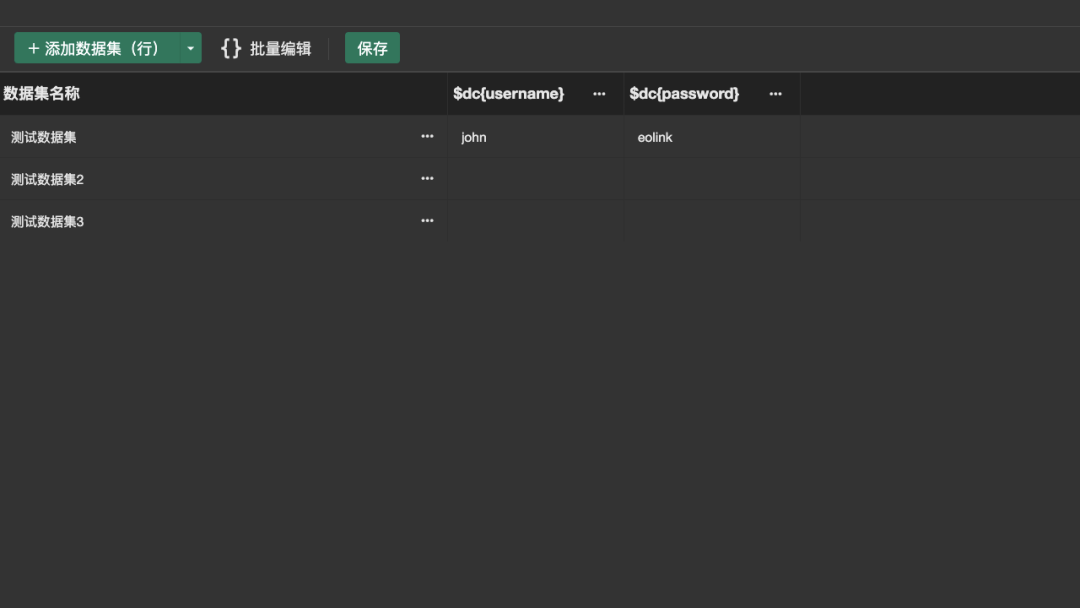 + 添加数据集（行） {} 批量编辑 保存
数据集名称 $dc{username} ··· $dc{password} ···
测试数据集 ··· john eolink
测试数据集2 ···
测试数据集3 ···